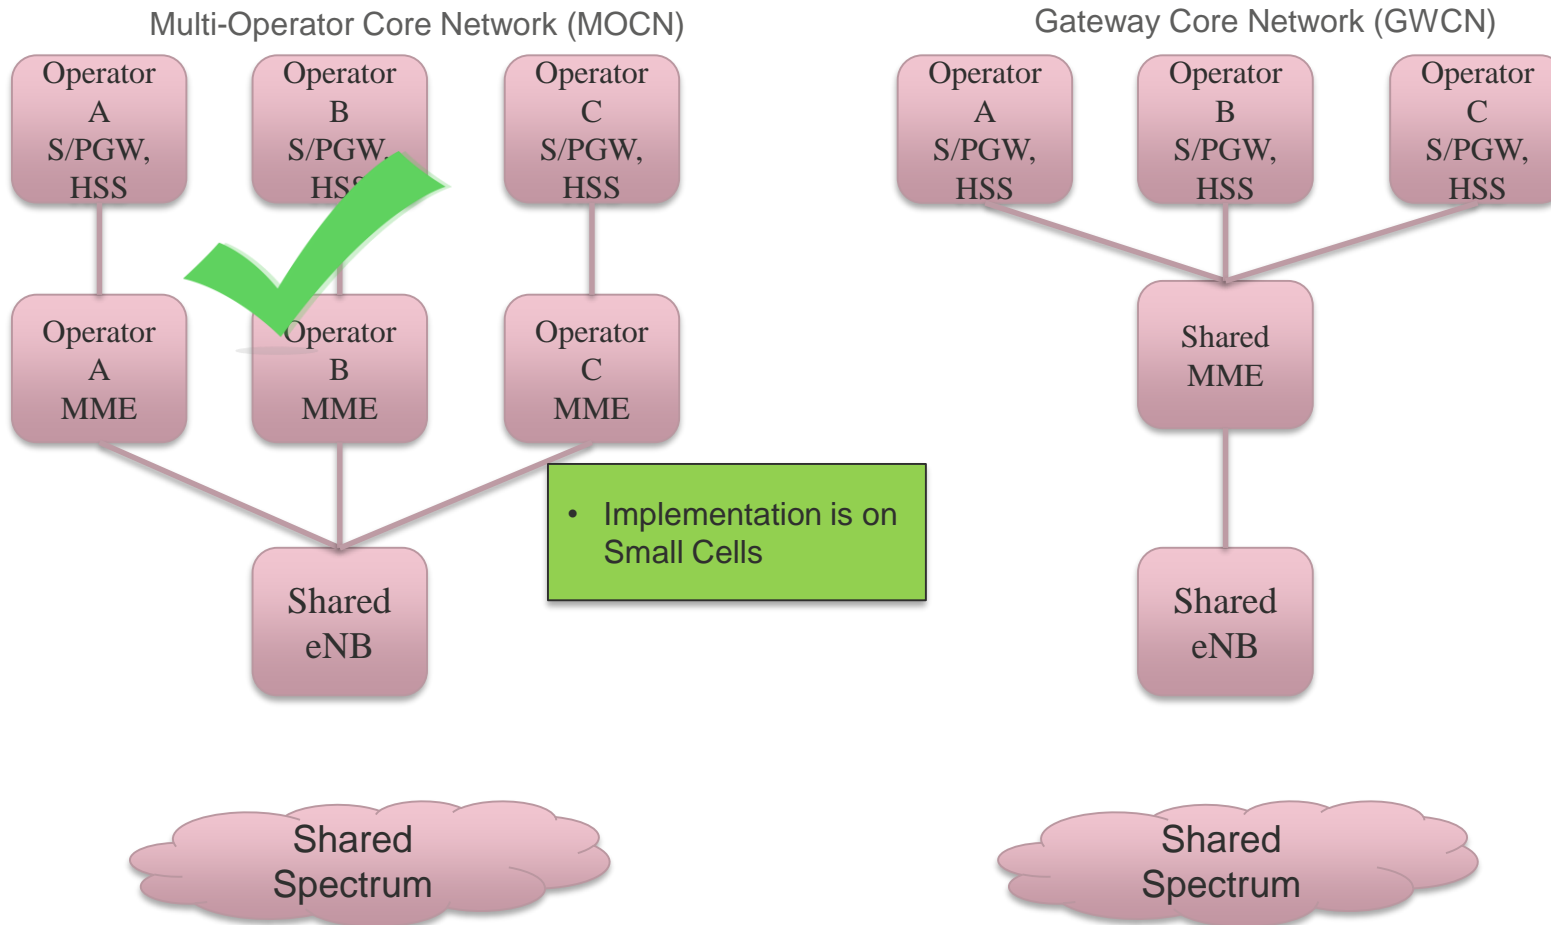 Multi-Operator Core Network (MOCN)
Operator
A
S/PGW,
HSS
Operator
B
S/PGW,
HSS
Operator
C
S/PGW,
HSS
Operator
A
MME
Operator
B
MME
Operator
C
MME
• Implementation is on
Small Cells
Shared
eNB
Shared
Spectrum
Gateway Core Network (GWCN)
Operator
A
S/PGW,
HSS
Operator
B
S/PGW,
HSS
Operator
C
S/PGW,
HSS
Shared
MME
Shared
eNB
Shared
Spectrum